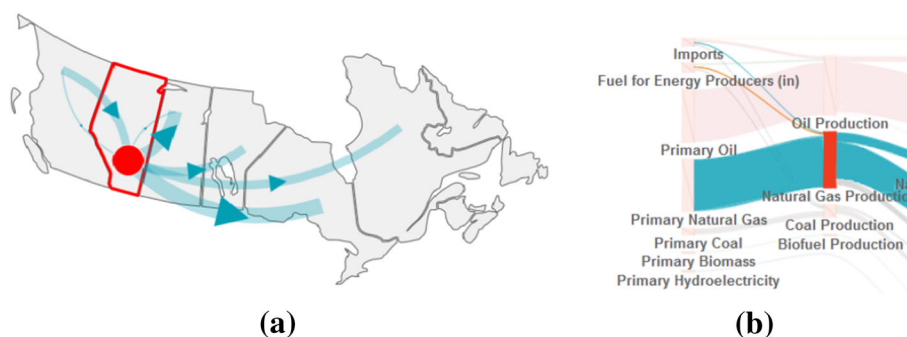 Imports
Fuel for Energy Producers (in)
Oil Production
Primary Oil
Natural Gas Productio
Primary Natural Gas
Coal Production
Primary Coal
Biofuel Production
Primary Biomass
Primary Hydroelectricity
(a)
(b)